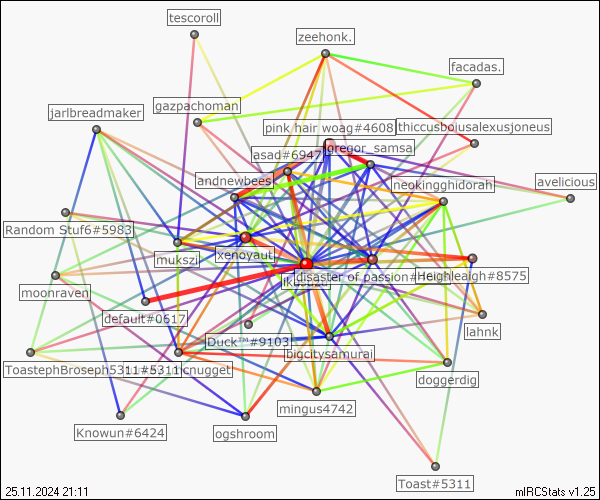 tescoroll
zeehonk.
facadas.
gazpachoman
jarlbreadmaker
pink hair woag#4608
thiccusbojusalexusjoneus
gregor_samsa
asad#6947
andnewbees
neokingghidorah
avelicious
Random Stuf6#5983
mukszi
xenoyaut
disaster of passion
Heighleaigh#8575
moonraven
default#0617
lahnk
Duck™#9103
bigcitysamurai
ToastephBroseph5311#5311
icnugget
doggerdig
mingus4742
Knowun#6424
ogshroom
Toast#5311
25.11.2024 21:11
mIRCStats v1.25